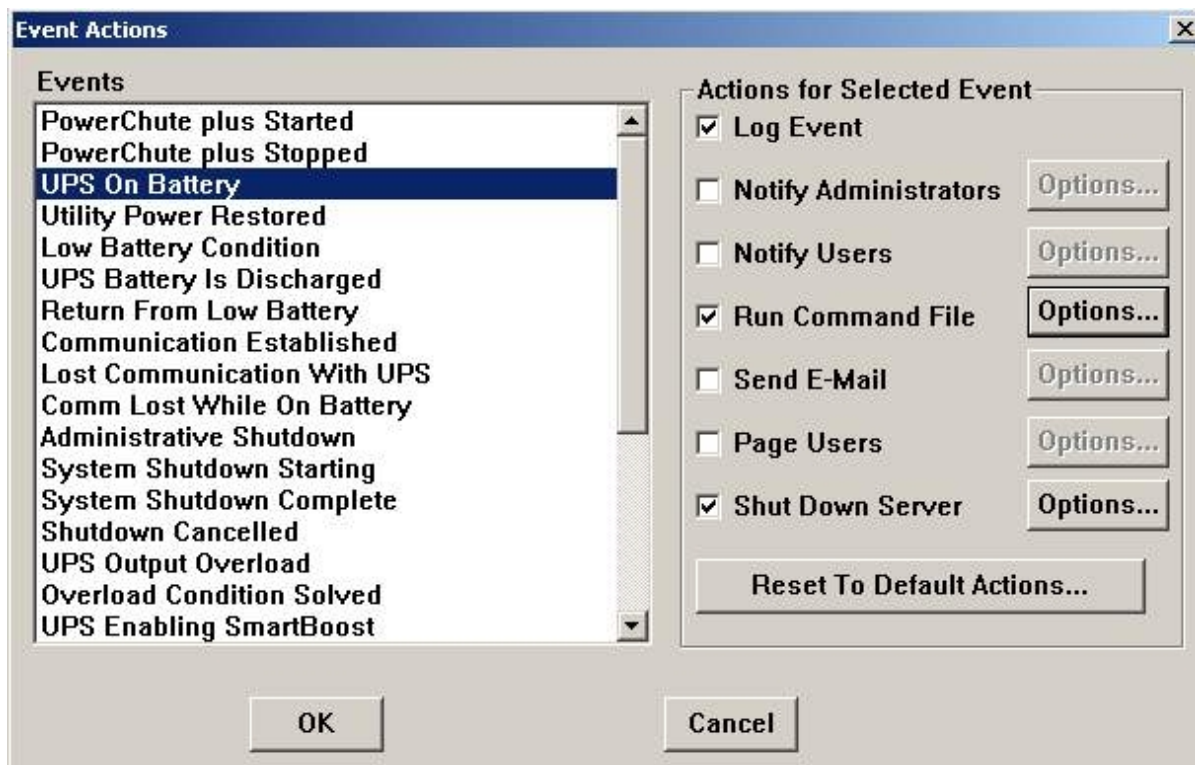 Event Actions
Events
PowerChute plus Started
PowerChute plus Stopped
UPS On Battery
Utility Power Restored
Low Battery Condition
UPS Battery Is Discharged
Return From Low Battery
Communication Established
Lost Communication With UPS
Comm Lost While On Battery
Administrative Shutdown
System Shutdown Starting
System Shutdown Complete
Shutdown Cancelled
UPS Output Overload
Overload Condition Solved
UPS Enabling SmartBoost
Actions for Selected Event
Log Event
Notify Administrators Options...
Notify Users Options...
Run Command File Options...
Send E-Mail Options...
Page Users Options...
Shut Down Server Options...
Reset To Default Actions...
OK Cancel